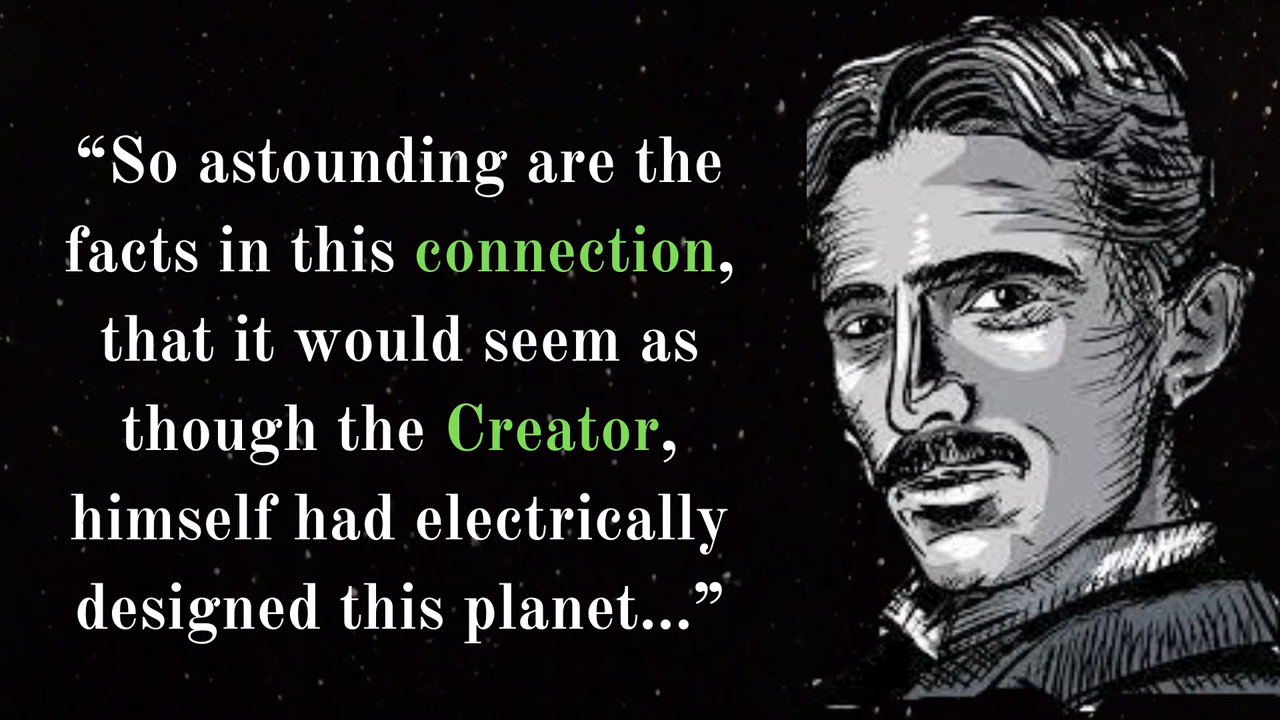 “So astounding are the
facts in this connection,
that it would seem as
though the Creator,
himself had electrically
designed this planet...”